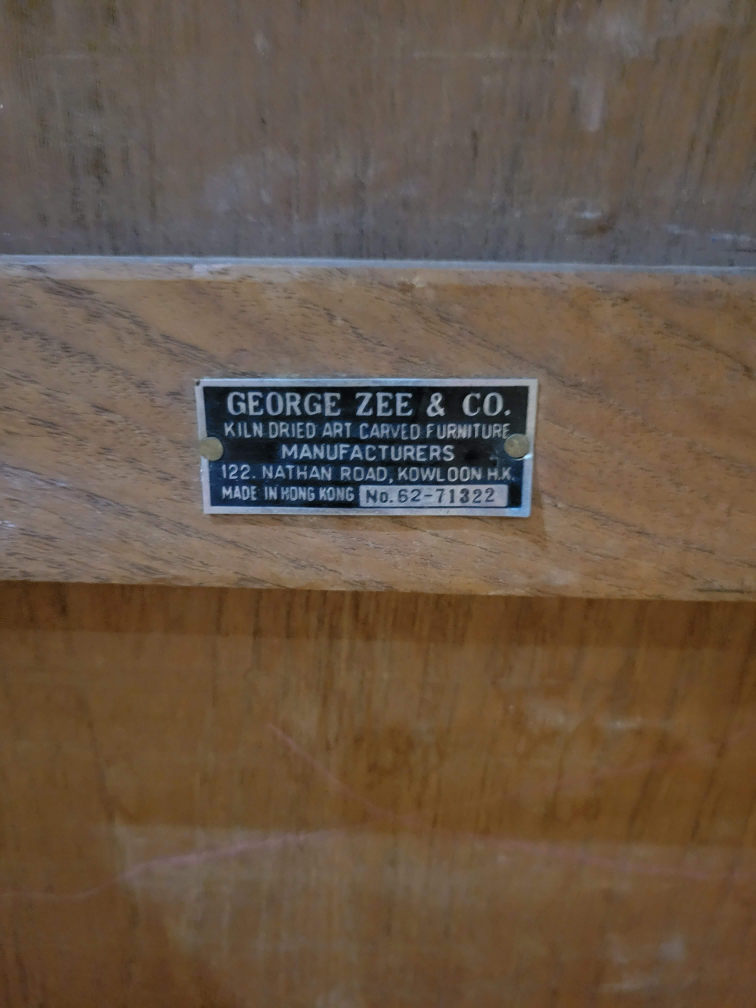 GEORGE ZEE & CO.
KILN DRIED ART CARVED FURNITURE
MANUFACTURERS
122. NATHAN ROAD, KOWLOON H.K.
MADE IN HONG KONG No. 62-71322